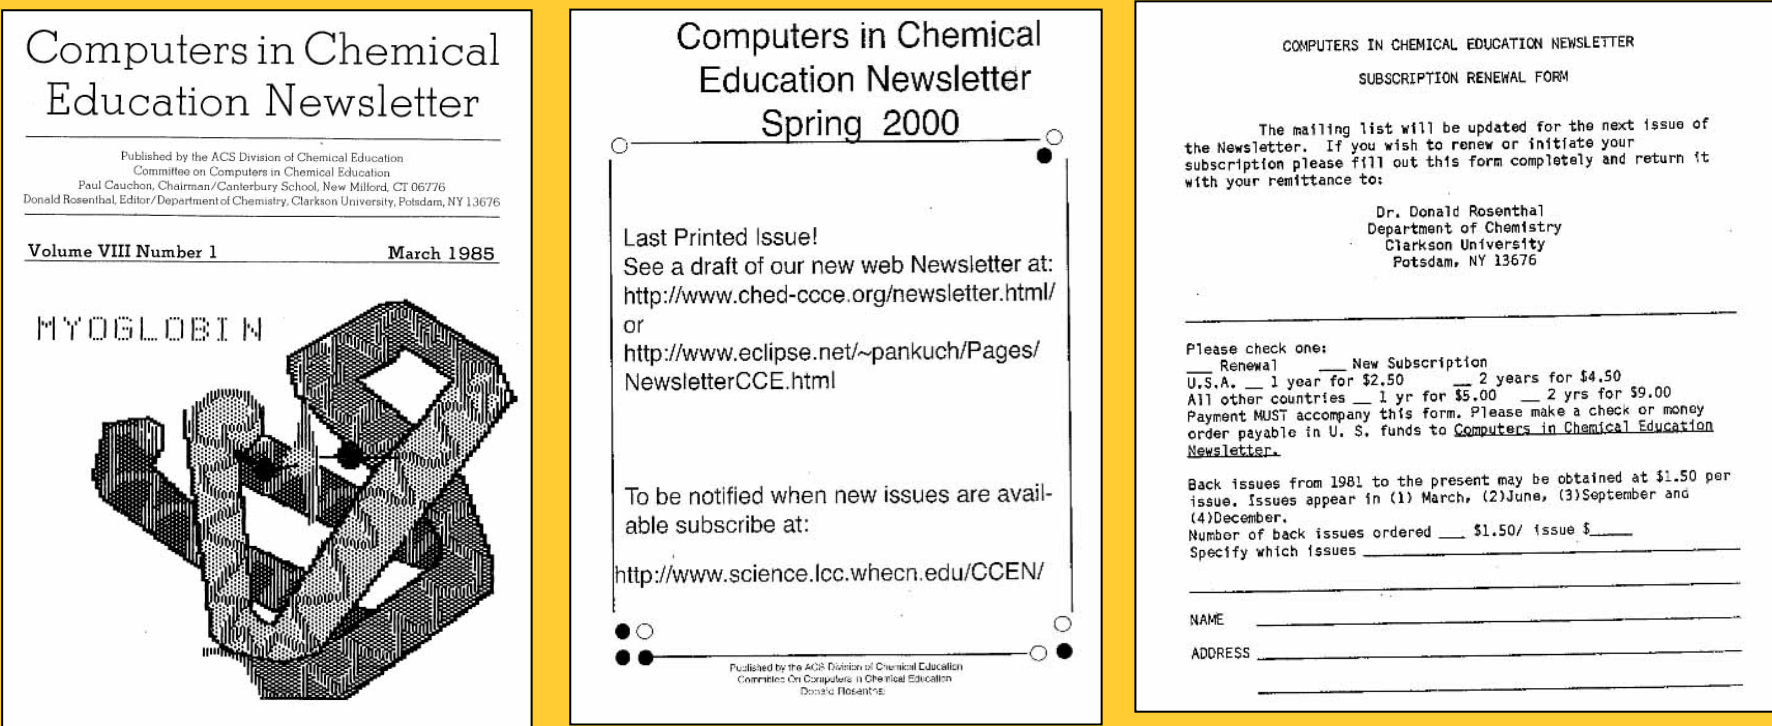 Computers in Chemical
Education Newsletter
Published by the ACS Division of Chemical Education
Committee on Computers in Chemical Education
Paul Cauchon, Chairman/Canterbury School, New Milford, CT 06776
Donald Rosenthal, Editor/Department of Chemistry, Clarkson University, Potsdam, NY 13676
Volume VIII Number 1 March 1985
MYOGLOBIN
Computers in Chemical
Education Newsletter
Spring 2000
Last Printed Issue!
See a draft of our new web Newsletter at:
http://www.ched-ccce.org/newsletter.html/
or
http://www.eclipse.net/~pankuch/Pages/
NewsletterCCE.html
To be notified when new issues are avail-
able subscribe at:
http://www.science.lcc.whecn.edu/CCEN/
Published by the ACS Division of Chemical Education
Committee On Computers in Chemical Education
Donald Rosenthal
COMPUTERS IN CHEMICAL EDUCATION NEWSLETTER
SUBSCRIPTION RENEWAL FORM
The mailing list will be updated for the next issue of
the Newsletter. If you wish to renew or initiate your
subscription please fill out this form completely and return it
with your remittance to:
Dr. Donald Rosenthal
Department of Chemistry
Clarkson University
Potsdam, NY 13676
Please check one:
___ Renewal ___ New Subscription
U.S.A. __ 1 year for $2.50 __ 2 years for $4.50
All other countries __ 1 yr for $5.00 __ 2 yrs for $9.00
Payment MUST accompany this form. Please make a check or money
order payable in U. S. funds to Computers in Chemical Education
Newsletter.
Back issues from 1981 to the present may be obtained at $1.50 per
issue. Issues appear in (1) March, (2)June, (3)September and
(4)December.
Number of back issues ordered ___ $1.50/ issue $_____
Specify which issues
NAME
ADDRESS